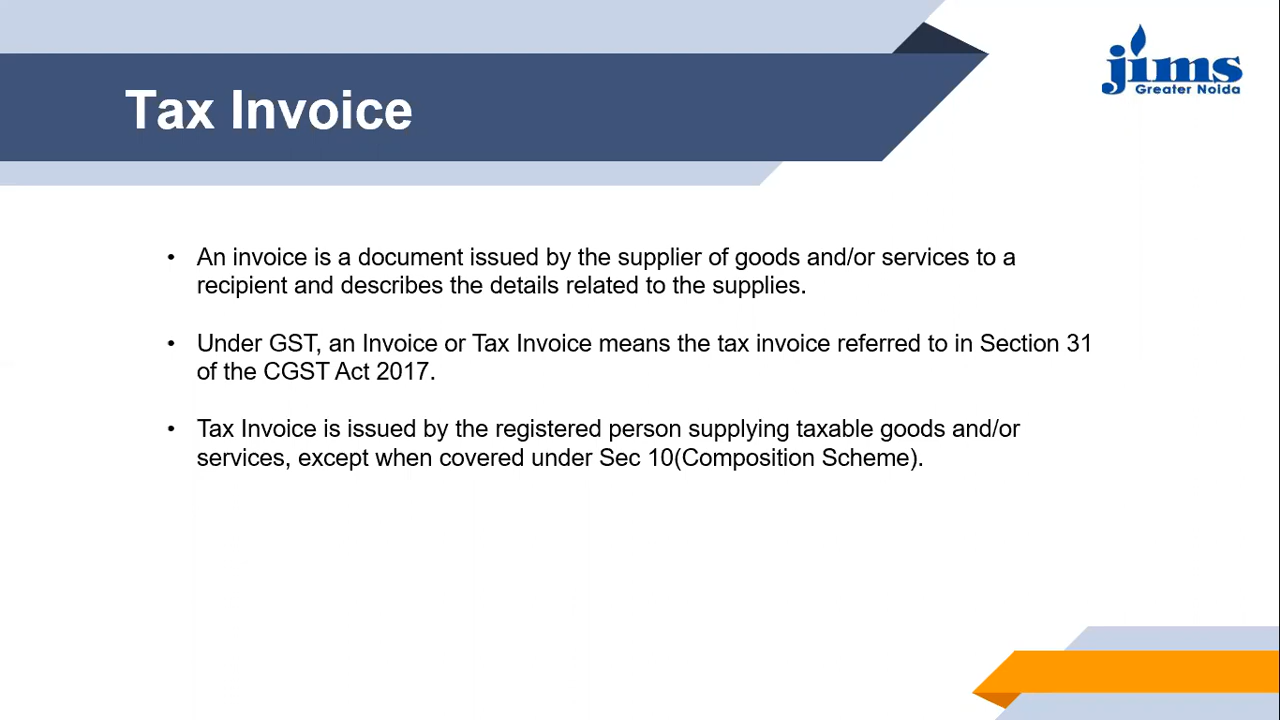 Tax Invoice
jims
Greater Noida
• An invoice is a document issued by the supplier of goods and/or services to a
recipient and describes the details related to the supplies.
• Under GST, an Invoice or Tax Invoice means the tax invoice referred to in Section 31
of the CGST Act 2017.
• Tax Invoice is issued by the registered person supplying taxable goods and/or
services, except when covered under Sec 10(Composition Scheme).